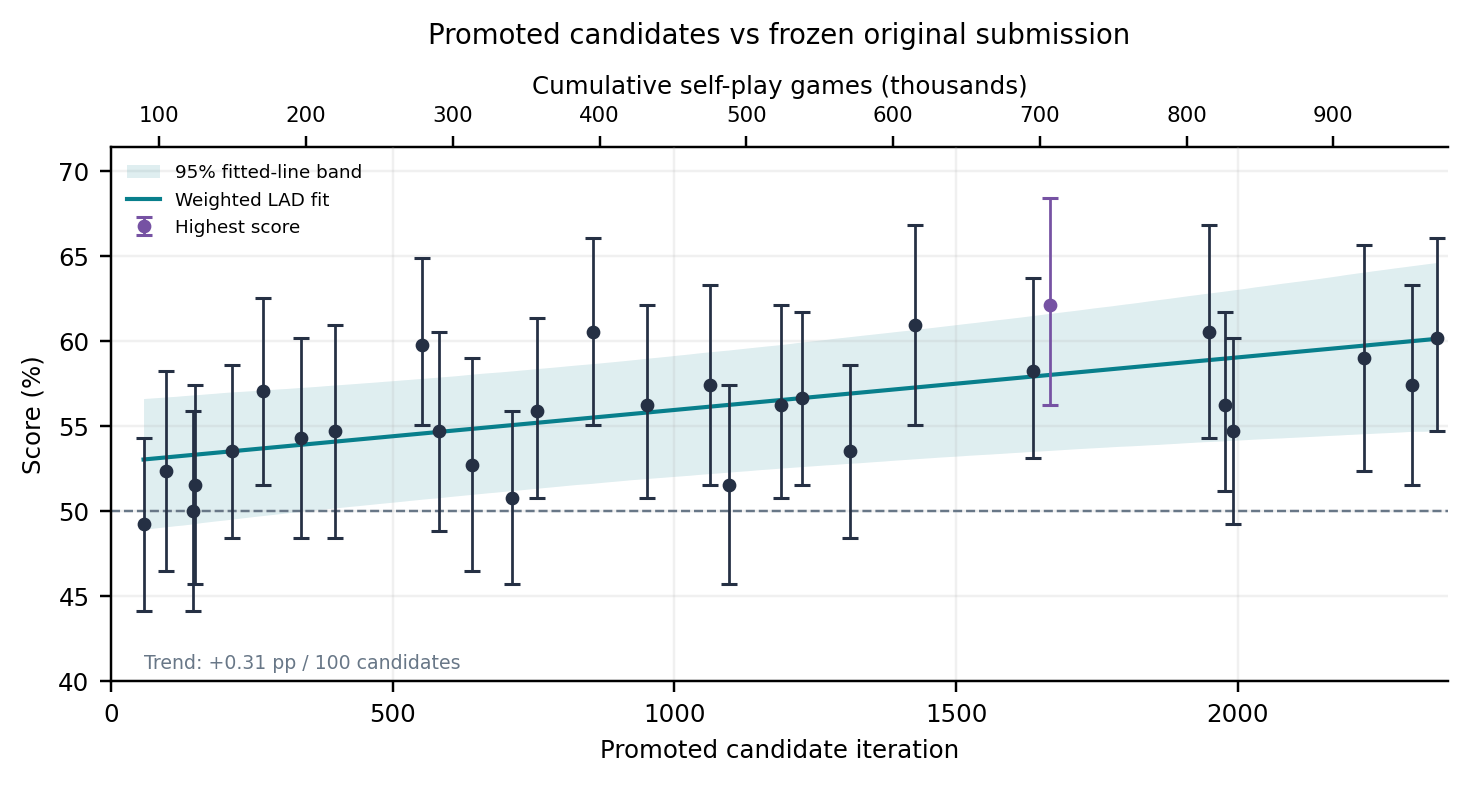 Promoted candidates vs frozen original submission
Cumulative self-play games (thousands)
100 200 300 400 500 600 700 800 900
95% fitted-line band
Weighted LAD fit
Highest score
70
65
60
55
50
45
40
Score (%)
Trend: +0.31 pp / 100 candidates
0 500 1000 1500 2000
Promoted candidate iteration